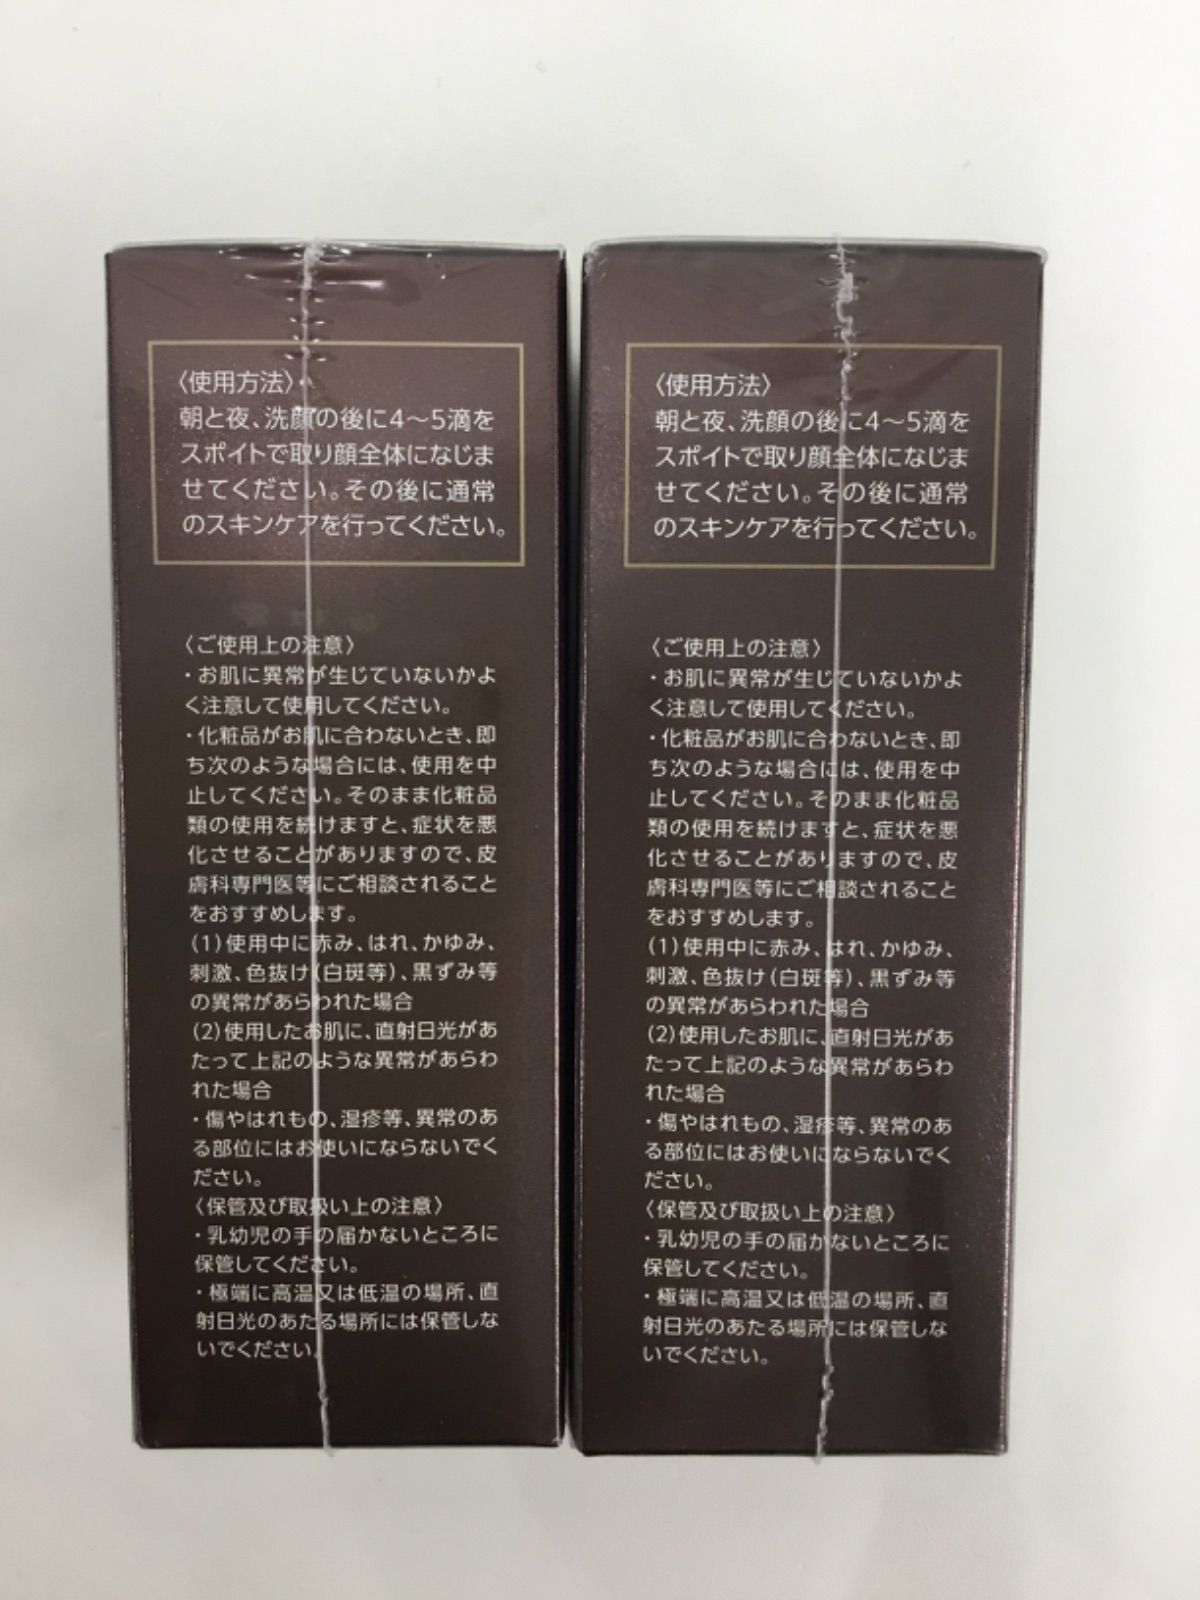 〈使用方法〉
朝と夜、洗顔の後に4～5滴を
スポイトで取り顔全体になじま
せてください。その後に通常
のスキンケアを行ってください。
〈ご使用上の注意〉
・お肌に異常が生じていないかよ
く注意して使用してください。
・化粧品がお肌に合わないとき、即
ち次のような場合には、使用を中
止してください。そのまま化粧品
類の使用を続けますと、症状を悪
化させることがありますので、皮
膚科専門医等にご相談されること
をおすすめします。
(1)使用中に赤み、はれ、かゆみ、
刺激、色抜け(白斑等)、黒ずみ等
の異常があらわれた場合
(2)使用したお肌に、直射日光があ
たって上記のような異常があらわ
れた場合
・傷やはれもの、湿疹等、異常のあ
る部位にはお使いにならないでく
ださい。
〈保管及び取扱い上の注意〉
・乳幼児の手の届かないところに
保管してください。
・極端に高温又は低温の場所、直
射日光のあたる場所には保管しな
いでください。
〈使用方法〉
朝と夜、洗顔の後に4～5滴を
スポイトで取り顔全体になじま
せてください。その後に通常
のスキンケアを行ってください。
〈ご使用上の注意〉
・お肌に異常が生じていないかよ
く注意して使用してください。
・化粧品がお肌に合わないとき、即
ち次のような場合には、使用を中
止してください。そのまま化粧品
類の使用を続けますと、症状を悪
化させることがありますので、皮
膚科専門医等にご相談されること
をおすすめします。
(1)使用中に赤み、はれ、かゆみ、
刺激、色抜け(白斑等)、黒ずみ等
の異常があらわれた場合
(2)使用したお肌に、直射日光があ
たって上記のような異常があらわ
れた場合
・傷やはれもの、湿疹等、異常のあ
る部位にはお使いにならないでく
ださい。
〈保管及び取扱い上の注意〉
・乳幼児の手の届かないところに
保管してください。
・極端に高温又は低温の場所、直
射日光のあたる場所には保管しな
いでください。